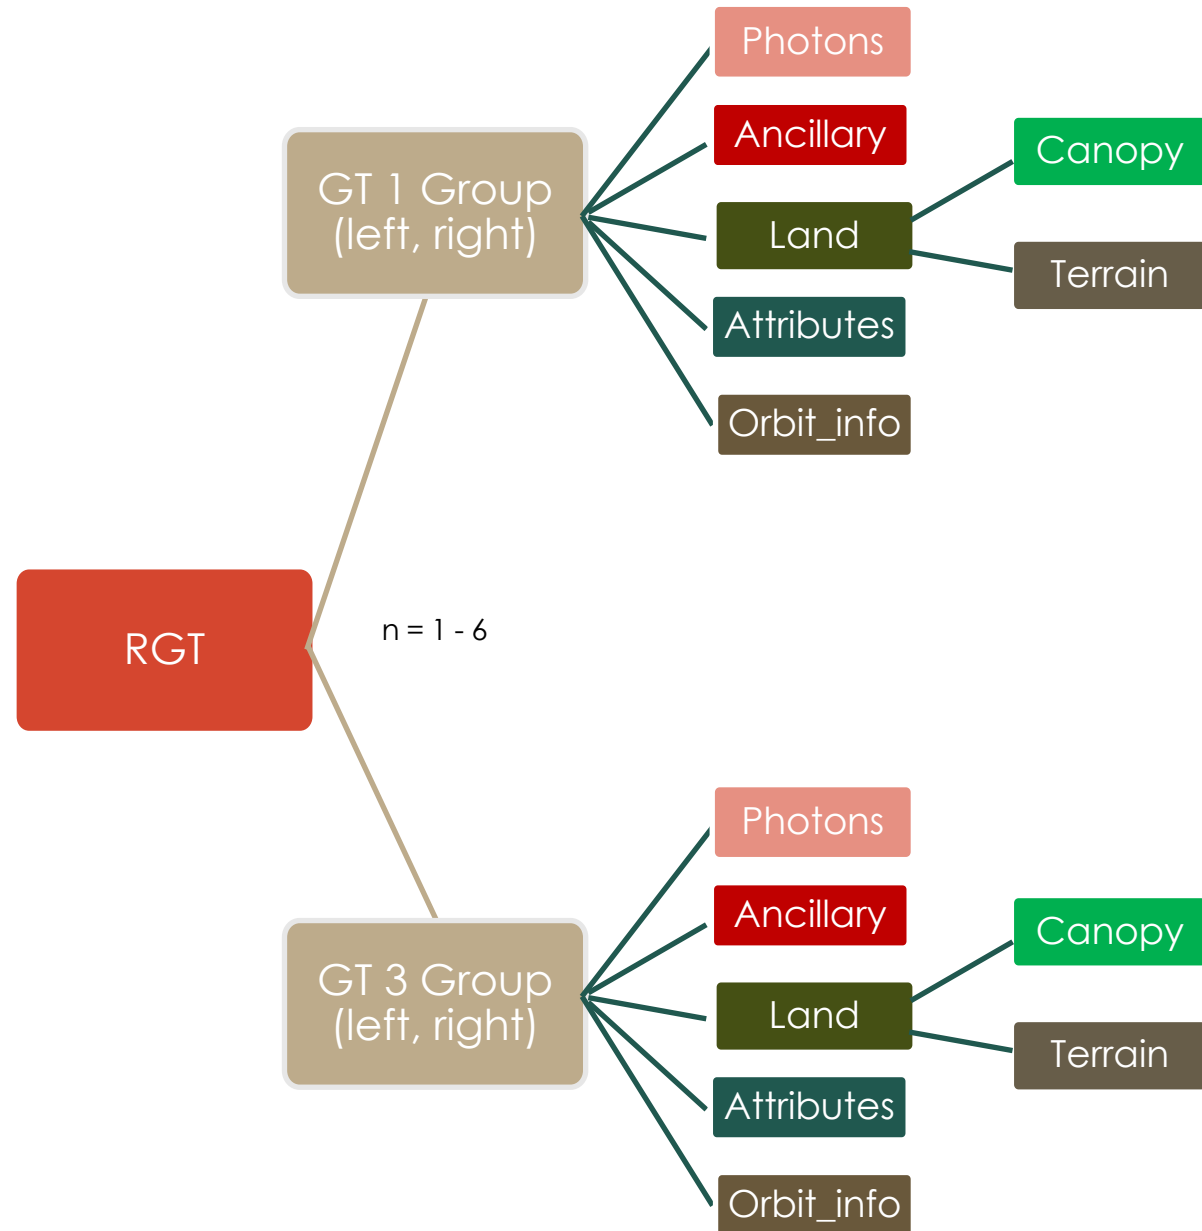 Photons
Ancillary
Canopy
GT 1 Group
(left, right)
Land
Terrain
Attributes
Orbit_info
RGT
n = 1 - 6
Photons
Ancillary
Canopy
GT 3 Group
(left, right)
Land
Terrain
Attributes
Orbit_info